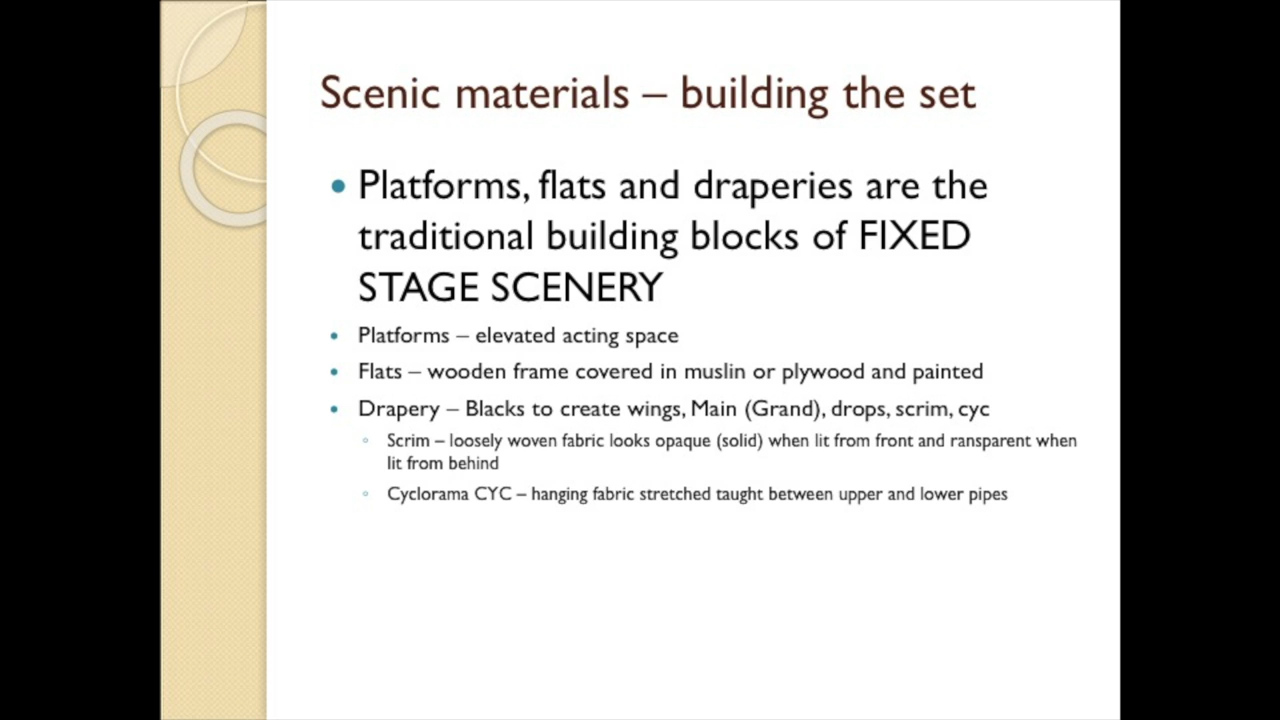 Scenic materials – building the set
• Platforms, flats and draperies are the
traditional building blocks of FIXED
STAGE SCENERY
• Platforms – elevated acting space
• Flats – wooden frame covered in muslin or plywood and painted
• Drapery – Blacks to create wings, Main (Grand), drops, scrim, cyc
◦ Scrim – loosely woven fabric looks opaque (solid) when lit from front and ransparent when
lit from behind
◦ Cyclorama CYC – hanging fabric stretched taught between upper and lower pipes